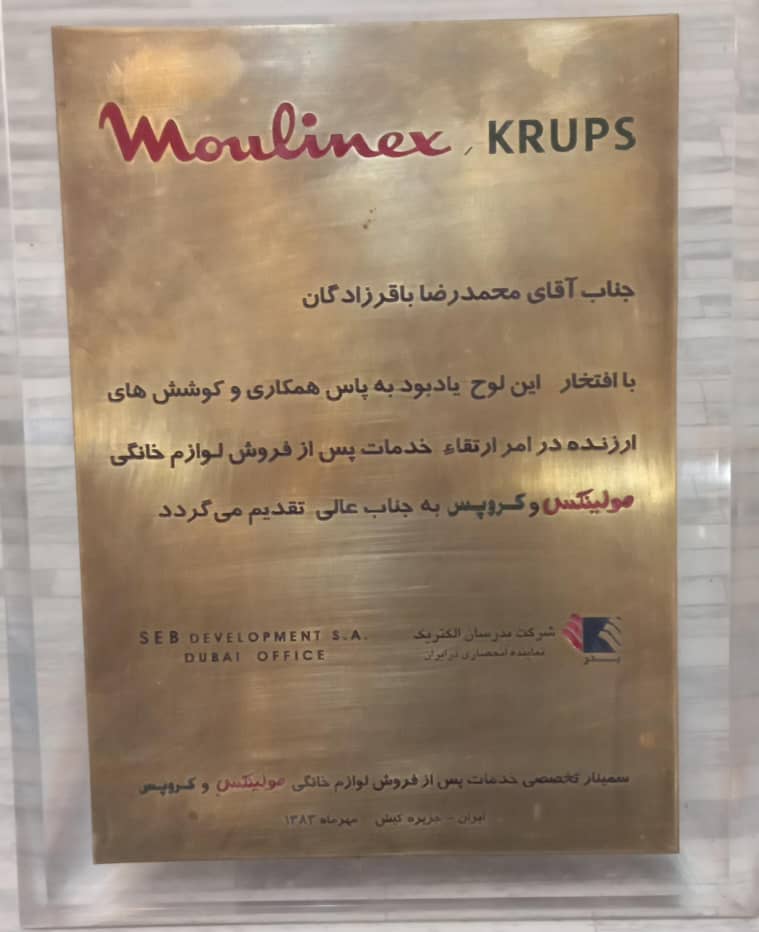 Moulinex / KRUPS
جناب آقای محمدرضا باقرزادگان
با افتخار این لوح یادبود به پاس همکاری و کوشش های
ارزنده در امر ارتقاء خدمات پس از فروش لوازم خانگی
مولینکس و کروپس به جناب عالی تقدیم می گردد
شرکت مدرسان الکتریک
نماینده انحصاری در ایران
SEB DEVELOPMENT S.A.
DUBAI OFFICE
سمینار تخصصی خدمات پس از فروش لوازم خانگی مولینکس و کروپس
ایران - جزیره کیش مهرماه ۱۳۸۳